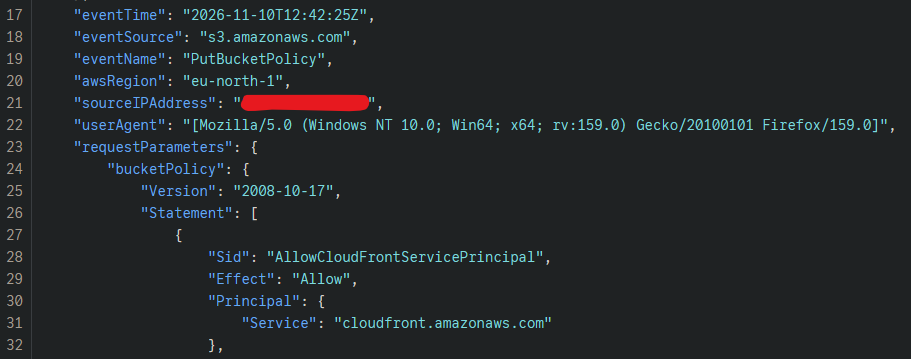 17 "eventTime": "2026-11-10T12:42:25Z",
18 "eventSource": "s3.amazonaws.com",
19 "eventName": "PutBucketPolicy",
20 "awsRegion": "eu-north-1",
21 "sourceIPAddress": "",
22 "userAgent": "[Mozilla/5.0 (Windows NT 10.0; Win64; x64; rv:159.0) Gecko/20100101 Firefox/159.0]",
23 "requestParameters": {
24 "bucketPolicy": {
25 "Version": "2008-10-17",
26 "Statement": [
27 {
28 "Sid": "AllowCloudFrontServicePrincipal",
29 "Effect": "Allow",
30 "Principal": {
31 "Service": "cloudfront.amazonaws.com"
32 },